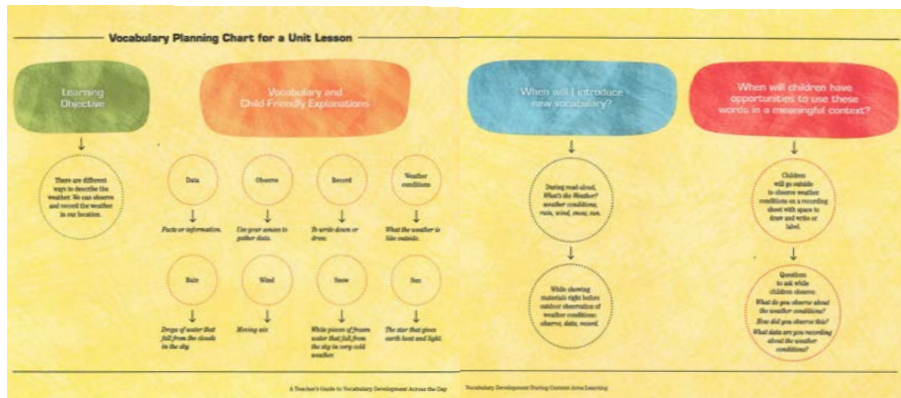 Vocabulary Planning Chart for a Unit Lesson
Learning
Objective
Vocabulary and
Child-Friendly Explanations
When will I introduce
new vocabulary?
When will children have
opportunities to use these
words in a meaningful context?
There are different
ways to describe the
weather. We can observe
and record the weather
in our location.
Data
Observe
Record
Weather
conditions
Facts or information.
Use your senses to
gather data.
To write down or
draw.
What the weather is
like outside.
Rain
Wind
Snow
Sun
Drops of water that
fall from the clouds
in the sky.
Moving air.
White pieces of frozen
water that fall from
the sky in very cold
weather.
The star that gives
earth heat and light.
During read-aloud,
What's the Weather?
weather conditions,
rain, wind, snow, sun.
While showing
materials right before
outdoor observation of
weather conditions:
observe, data, record.
Children
will go outside
to observe weather
conditions on a recording
sheet with space to
draw and write or
label.
Questions
to ask while
children observe:
What do you observe about
the weather conditions?
How did you observe this?
What data are you recording
about the weather
conditions?
A Teacher's Guide to Vocabulary Development Across the Day
Vocabulary Development During Content Area Learning